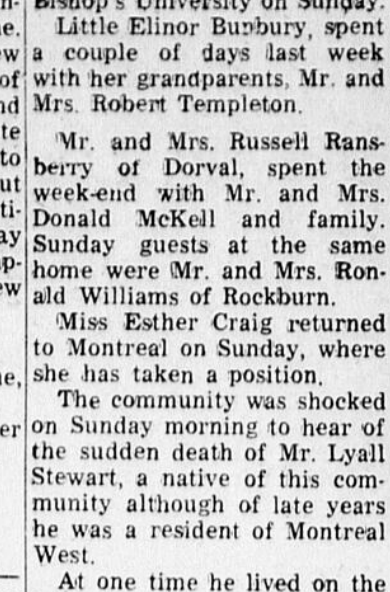 Bishop's University on Sunday.
Little Elinor Bunbury, spent
a couple of days last week
with her grandparents, Mr. and
Mrs. Robert Templeton.
Mr. and Mrs. Russell Rans-
berry of Dorval, spent the
week-end with Mr. and Mrs.
Donald McKell and family.
Sunday guests at the same
home were Mr. and Mrs. Ron-
ald Williams of Rockburn.
Miss Esther Craig returned
to Montreal on Sunday, where
she has taken a position.
The community was shocked
on Sunday morning to hear of
the sudden death of Mr. Lyall
Stewart, a native of this com-
munity although of late years
he was a resident of Montreal
West.
At one time he lived on the